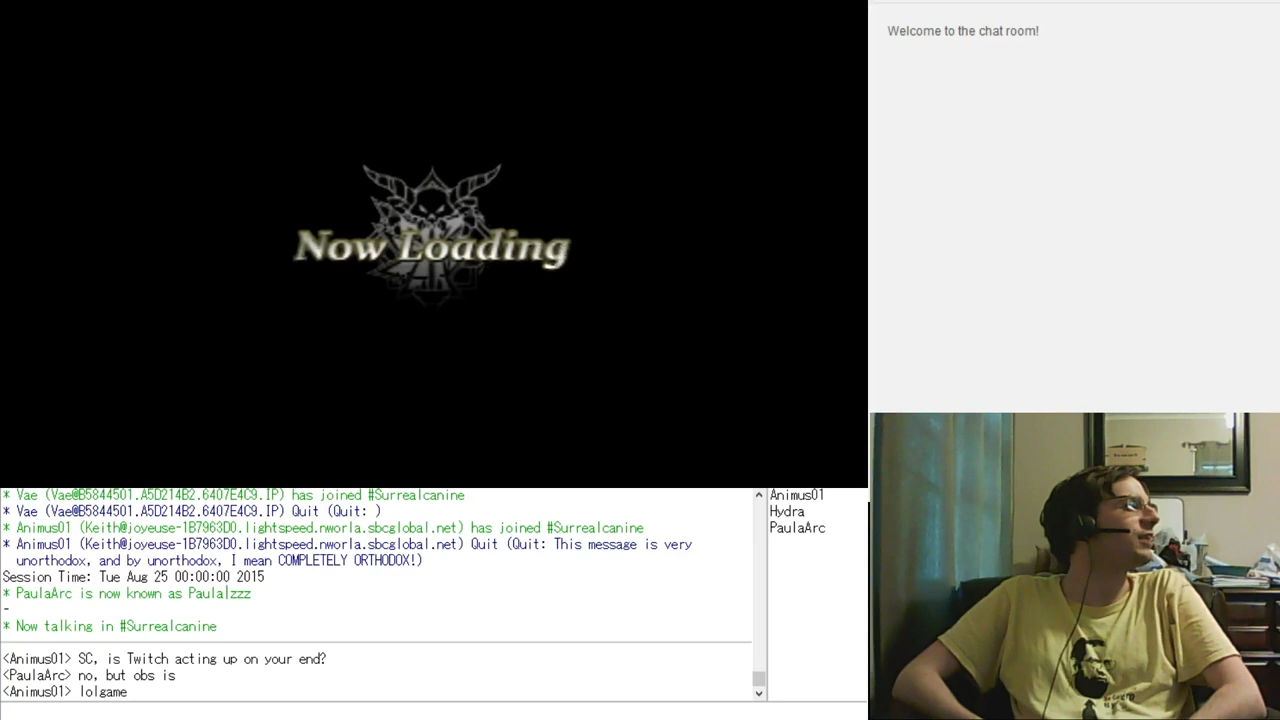 Welcome to the chat room!
Now Loading
* Vae (Vae@B5844501.A5D214B2.6407E4C9.IP) has joined #Surrealcanine
* Vae (Vae@B5844501.A5D214B2.6407E4C9.IP) Quit (Quit: )
* Animus01 (Keith@joyeuse-1B7963D0.lightspeed.nworla.sbcglobal.net) has joined #Surrealcanine
* Animus01 (Keith@joyeuse-1B7963D0.lightspeed.nworla.sbcglobal.net) Quit (Quit: This message is very
unorthodox, and by unorthodox, I mean COMPLETELY ORTHODOX!)
Session Time: Tue Aug 25 00:00:00 2015
* PaulaArc is now known as Paula|zzz
-
* Now talking in #Surrealcanine
<Animus01> SC, is Twitch acting up on your end?
<PaulaArc> no, but obs is
<Animus01> lolgame
Animus01
Hydra
PaulaArc